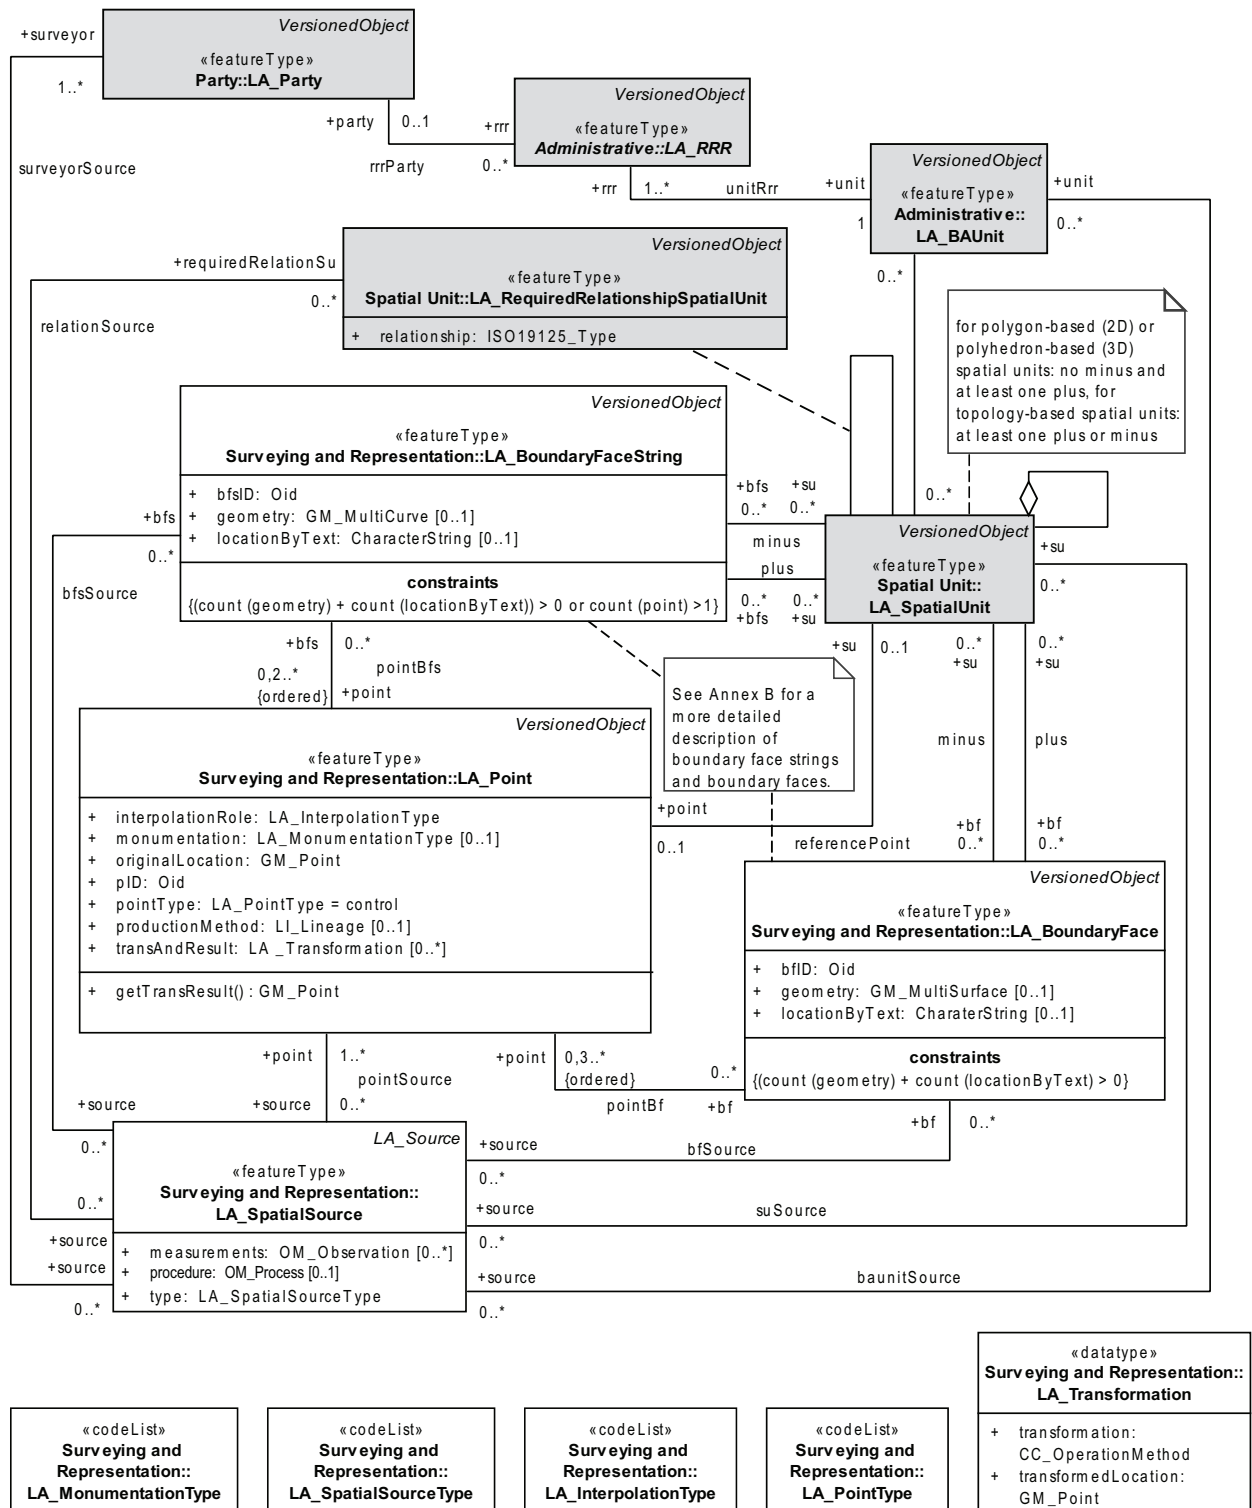 VersionedObject
+surveyor
«featureType»
Party::LA_Party
1..*
VersionedObject
+party
0..1
+rrr
«featureType»
Administrative::LA_RRR
surveyorSource
rrrParty
0..*
VersionedObject
+rrr
1..*
unitRrr
+unit
+unit
«featureType»
Administrative::
LA_BAUnit
1
0..*
VersionedObject
+requiredRelationSu
0..*
«featureType»
Spatial Unit::LA_RequiredRelationshipSpatialUnit
0..*
relationSource
+ relationship: ISO19125_Type
for polygon-based (2D) or
polyhedron-based (3D)
spatial units: no minus and
at least one plus, for
topology-based spatial units:
at least one plus or minus
VersionedObject
«featureType»
Surveying and Representation::LA_BoundaryFaceString
+ bfsID: Oid
+ geometry: GM_MultiCurve [0..1]
+ locationByText: CharacterString [0..1]
constraints
{(count (geometry) + count (locationByText)) > 0 or count (point) >1}
+bfs
0..*
bfsSource
+bfs +su
0..* 0..*
minus
plus
0..* 0..*
+bfs +su
0..*
VersionedObject
«featureType»
Spatial Unit::
LA_SpatialUnit
+su
0..*
+bfs
0..*
pointBfs
0,2..*
{ordered}
+point
+su
0..1
0..*
+su
0..*
+su
See Annex B for a
more detailed
description of
boundary face strings
and boundary faces.
minus
plus
VersionedObject
«featureType»
Surveying and Representation::LA_Point
+ interpolationRole: LA_InterpolationType
+ monumentation: LA_MonumentationType [0..1]
+ originalLocation: GM_Point
+ pID: Oid
+ pointType: LA_PointType = control
+ productionMethod: LI_Lineage [0..1]
+ transAndResult: LA _Transformation [0..*]
+ getTransResult() : GM_Point
+point
0..1
referencePoint
+bf
0..*
+bf
0..*
VersionedObject
«featureType»
Surveying and Representation::LA_BoundaryFace
+ bfID: Oid
+ geometry: GM_MultiSurface [0..1]
+ locationByText: CharaterString [0..1]
constraints
{(count (geometry) + count (locationByText) > 0}
+point
1..*
pointSource
+point
0,3..*
{ordered}
0..*
pointBf
+bf
+source
+source
0..*
+bf
0..*
0..*
LA_Source
«featureType»
Surveying and Representation::
LA_SpatialSource
+ measurements: OM_Observation [0..*]
+ procedure: OM_Process [0..1]
+ type: LA_SpatialSourceType
+source
bfSource
0..*
0..*
+source
suSource
0..*
+source
+source
0..*
+source
baunitSource
0..*
«datatype»
Surveying and Representation::
LA_Transformation
+ transformation:
CC_OperationMethod
+ transformedLocation:
GM_Point
«codeList»
Surveying and
Representation::
LA_MonumentationType
«codeList»
Surveying and
Representation::
LA_SpatialSourceType
«codeList»
Surveying and
Representation::
LA_InterpolationType
«codeList»
Surveying and
Representation::
LA_PointType